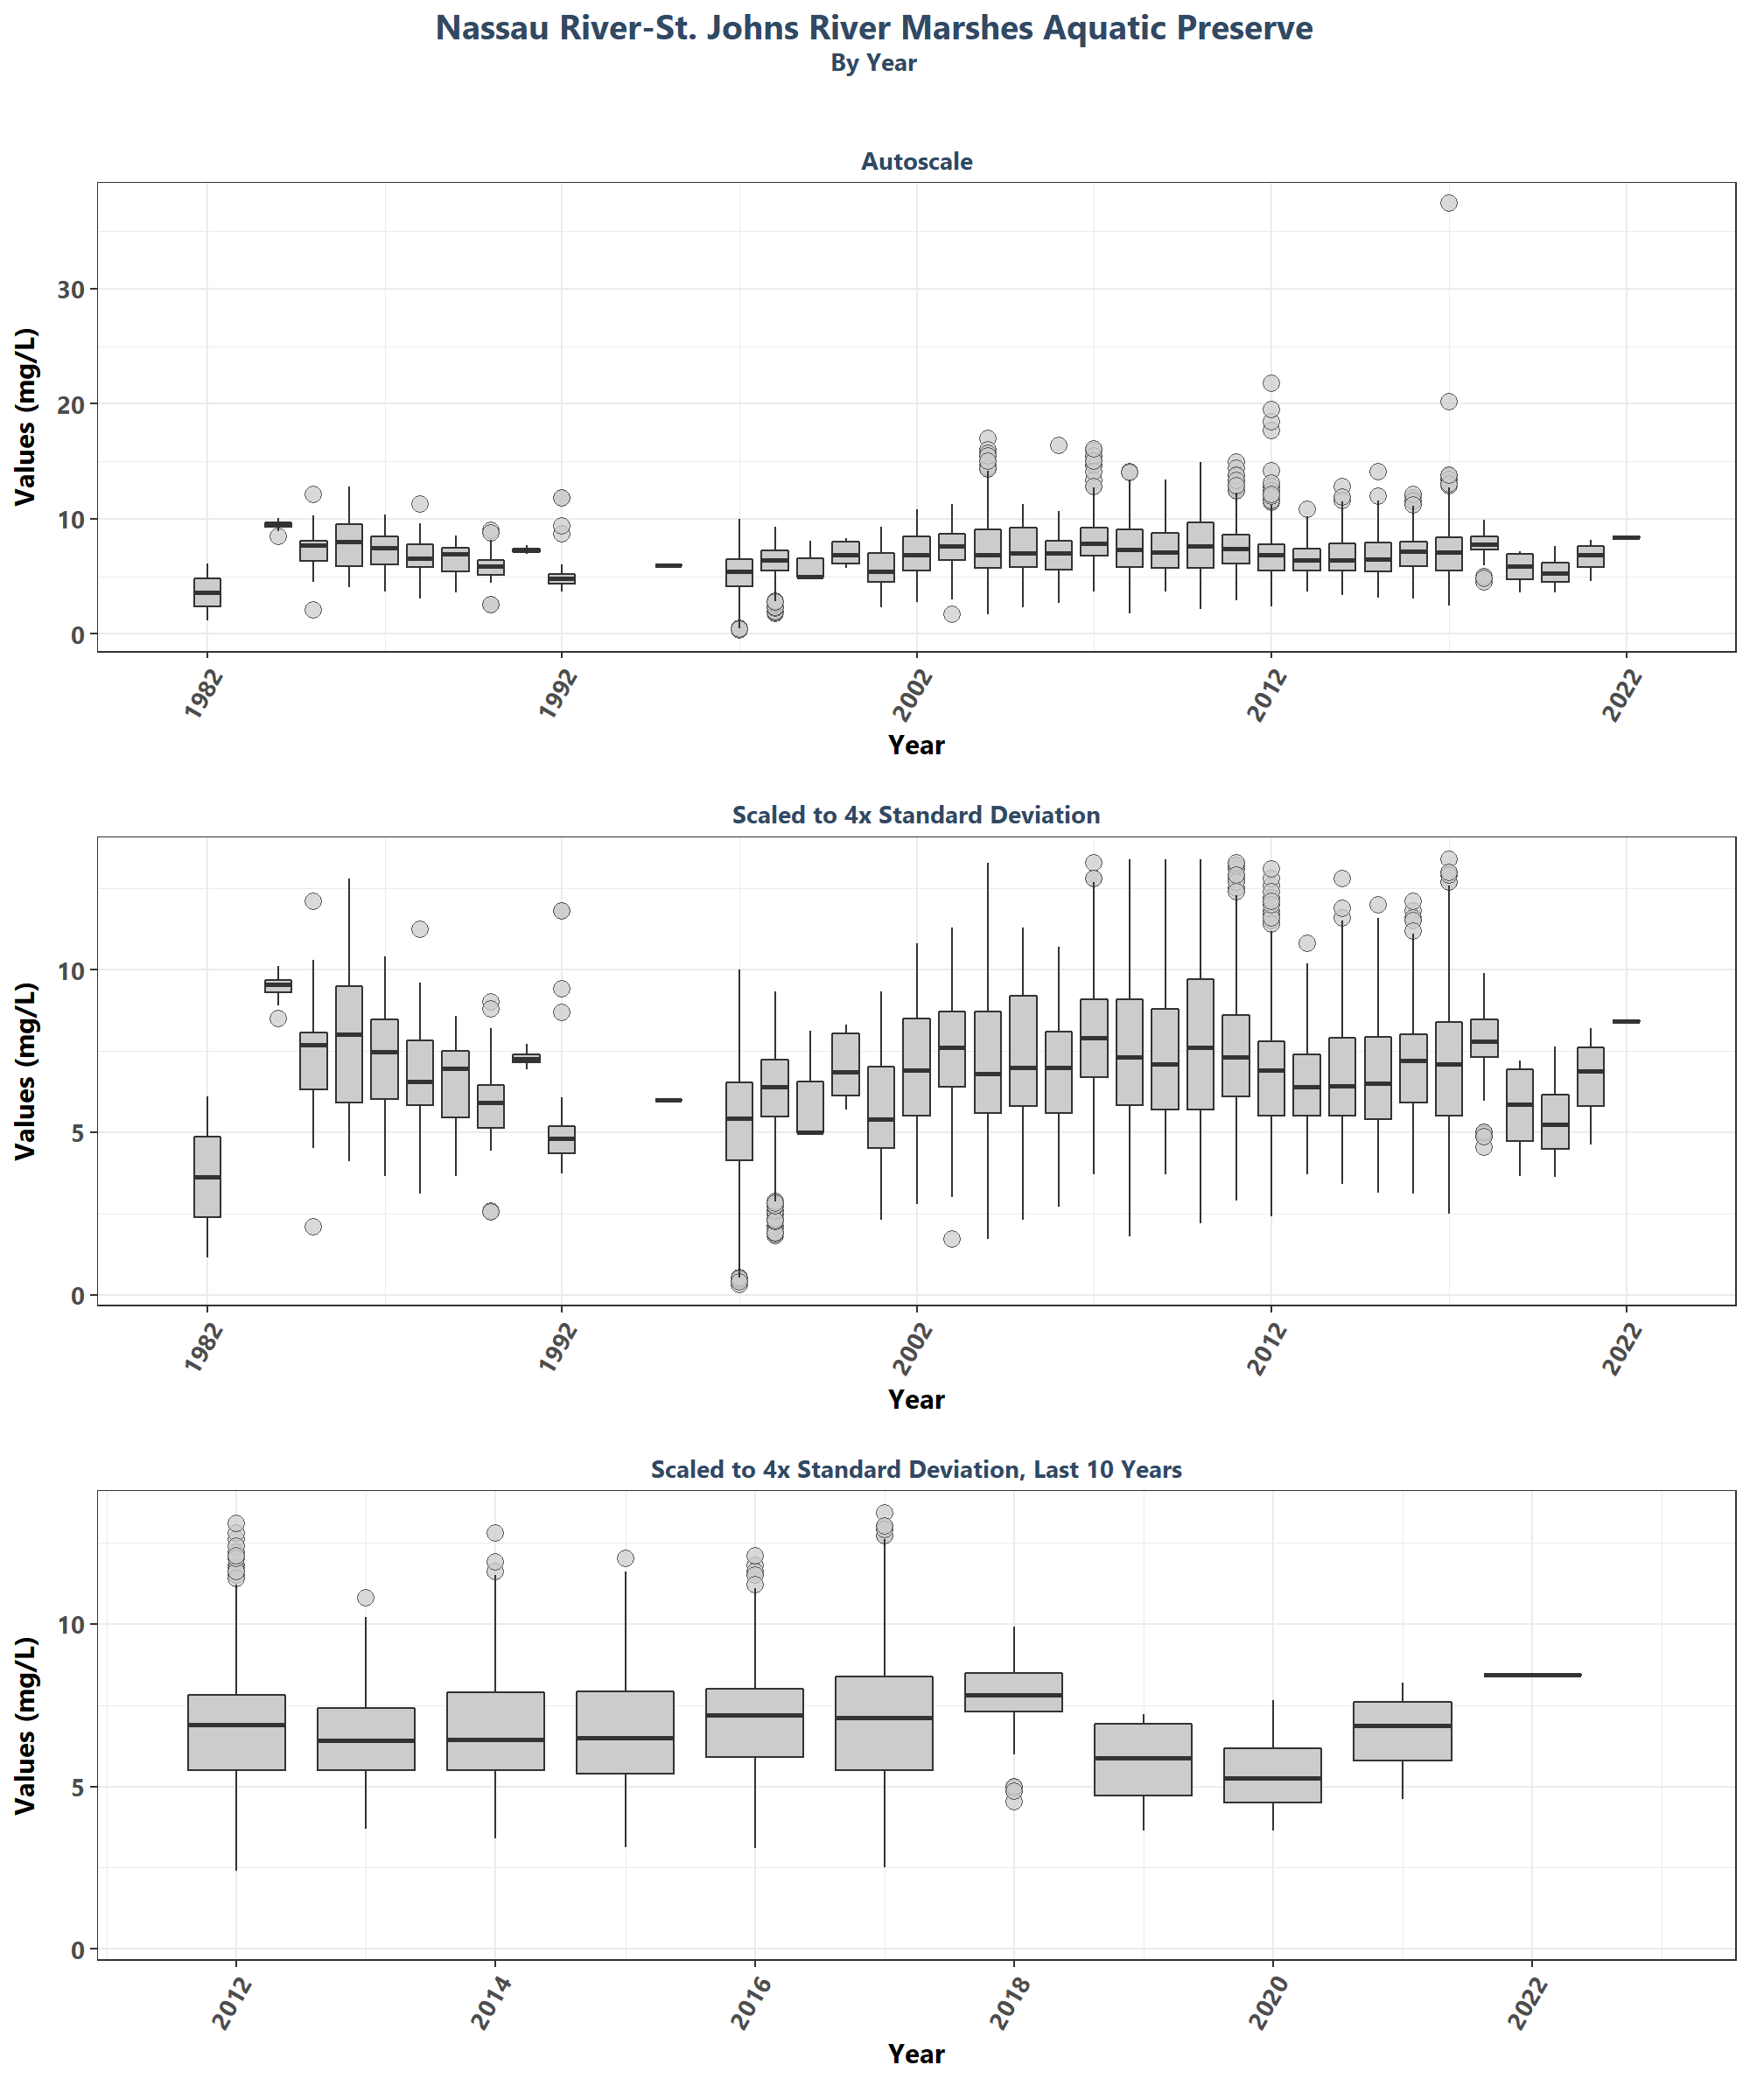 Nassau River-St. Johns River Marshes Aquatic Preserve
By Year
Autoscale
Values (mg/L)
30
20
10
0
1982
1992
2002
2012
2022
Year
Scaled to 4x Standard Deviation
Values (mg/L)
10
5
0
1982
1992
2002
2012
2022
Year
Scaled to 4x Standard Deviation, Last 10 Years
Values (mg/L)
10
5
0
2012
2014
2016
2018
2020
2022
Year